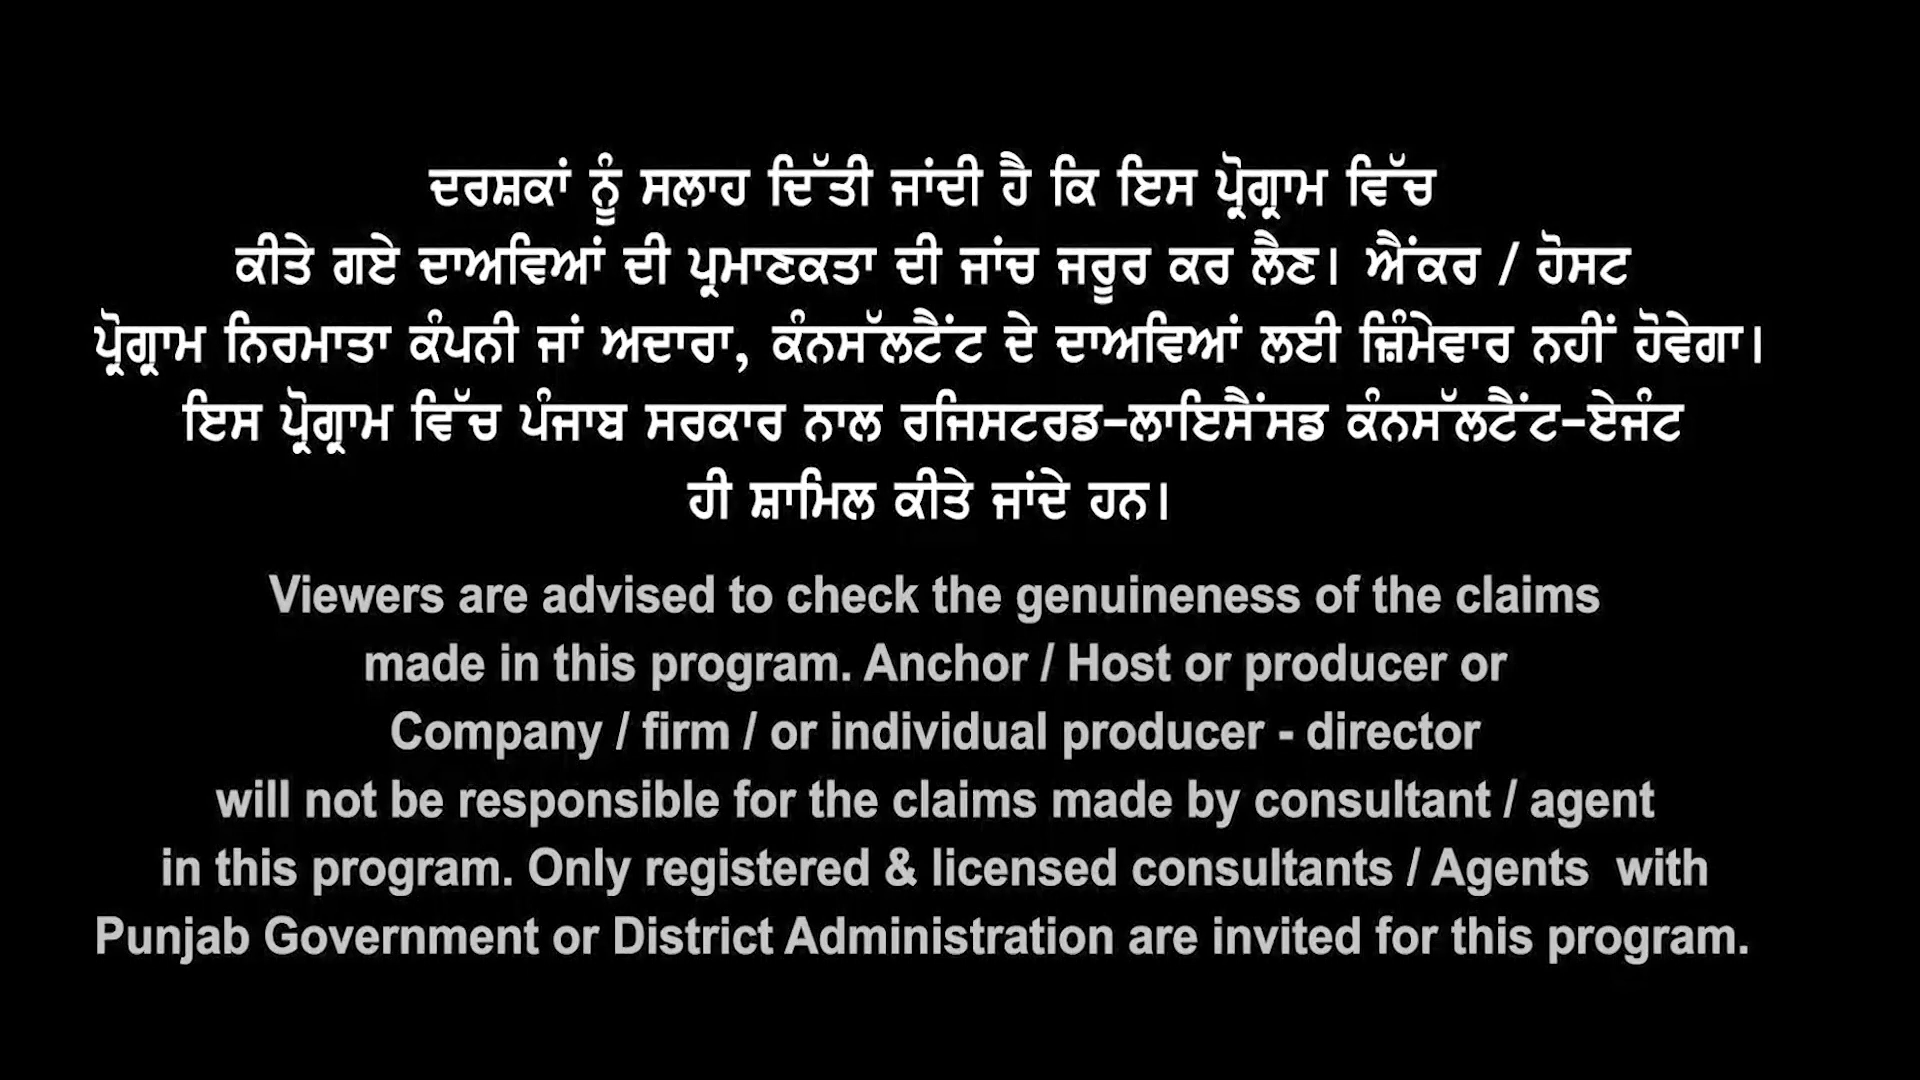 ਦਰਸ਼ਕਾਂ ਨੂੰ ਸਲਾਹ ਦਿੱਤੀ ਜਾਂਦੀ ਹੈ ਕਿ ਇਸ ਪ੍ਰੋਗ੍ਰਾਮ ਵਿੱਚ
ਕੀਤੇ ਗਏ ਦਾਅਵਿਆਂ ਦੀ ਪ੍ਰਮਾਣਕਤਾ ਦੀ ਜਾਂਚ ਜਰੂਰ ਕਰ ਲੈਣ। ਐਂਕਰ / ਹੋਸਟ
ਪ੍ਰੋਗ੍ਰਾਮ ਨਿਰਮਾਤਾ ਕੰਪਨੀ ਜਾਂ ਅਦਾਰਾ, ਕੰਨਸੱਲਟੈਂਟ ਦੇ ਦਾਅਵਿਆਂ ਲਈ ਜ਼ਿੰਮੇਵਾਰ ਨਹੀਂ ਹੋਵੇਗਾ।
ਇਸ ਪ੍ਰੋਗ੍ਰਾਮ ਵਿੱਚ ਪੰਜਾਬ ਸਰਕਾਰ ਨਾਲ ਰਜਿਸਟਰਡ-ਲਾਇਸੈਂਸਡ ਕੰਨਸੱਲਟੈਂਟ-ਏਜੰਟ
ਹੀ ਸ਼ਾਮਿਲ ਕੀਤੇ ਜਾਂਦੇ ਹਨ।
Viewers are advised to check the genuineness of the claims
made in this program. Anchor / Host or producer or
Company / firm / or individual producer - director
will not be responsible for the claims made by consultant / agent
in this program. Only registered & licensed consultants / Agents with
Punjab Government or District Administration are invited for this program.